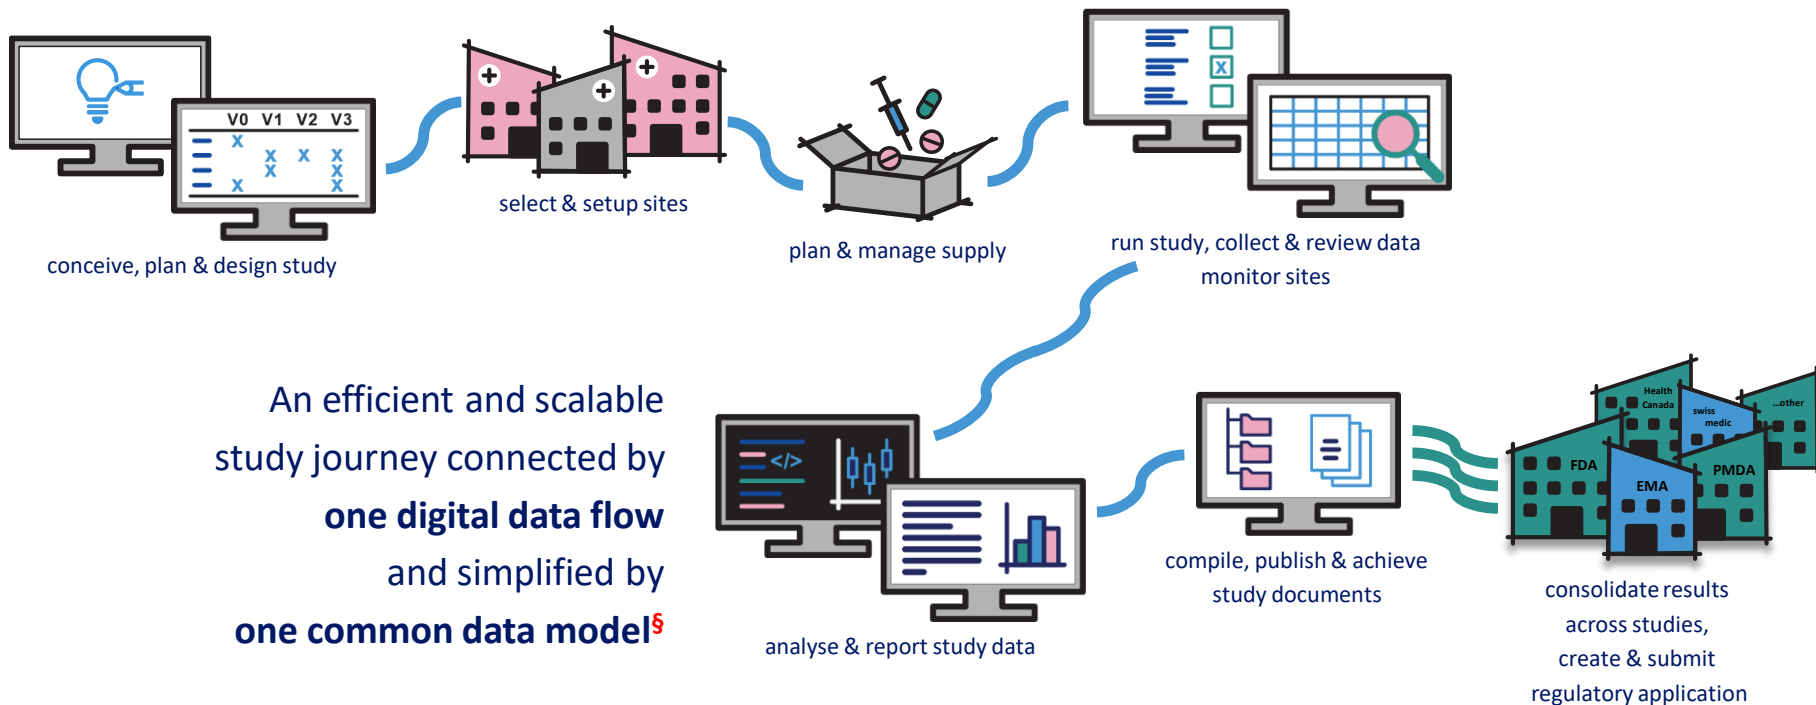 V0 V1 V2 V3
X
X X X
X X
X X
conceive, plan & design study
select & setup sites
plan & manage supply
X
run study, collect & review data
monitor sites
An efficient and scalable
study journey connected by
one digital data flow
and simplified by
one common data model§
</>
analyse & report study data
compile, publish & achieve
study documents
Health
Canada
swiss
medic
...other
FDA
EMA
PMDA
consolidate results
across studies,
create & submit
regulatory application